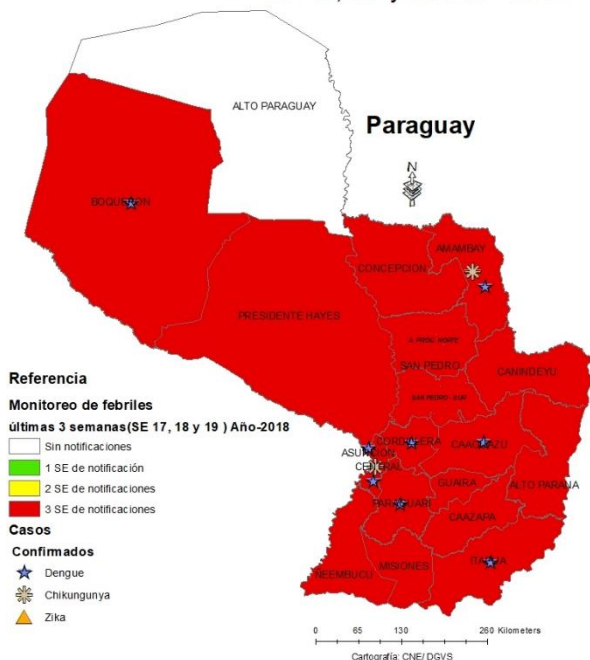 ALTO PARAGUAY
Paraguay
N
BOQUERON
AMAMBAY
CONCEPCION
PRESIDENTE HAYES
SAN PEDRO
CANINDEYU
Referencia
Monitoreo de febriles
últimas 3 semanas(SE 17, 18 y 19 ) Año-2018
Sin notificaciones
1 SE de notificación
2 SE de notificaciones
3 SE de notificaciones
CORDILLERA
CAAGUAZU
ASUNCION
CENTRAL
GUAIRA
ALTO PARANA
PARAGUARI
CAAZAPA
ITAPUA
MISIONES
ÑEEMBUCU
Casos
Confirmados
Dengue
Chikungunya
Zika
0 65 130 260 Kilometers
Cartografía: CNE/ DGVS